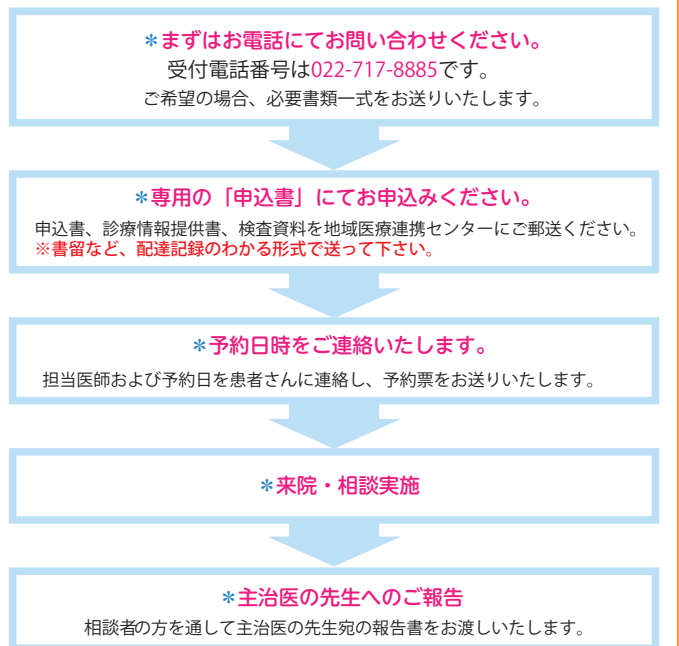 ＊まずはお電話にてお問い合わせください。
受付電話番号は022-717-8885です。
ご希望の場合、必要書類一式をお送りいたします。
＊専用の「申込書」にてお申込みください。
申込書、診療情報提供書、検査資料を地域医療連携センターにご郵送ください。
※書留など、配達記録のわかる形式で送って下さい。
＊予約日時をご連絡いたします。
担当医師および予約日を患者さんに連絡し、予約票をお送りいたします。
＊来院・相談実施
＊主治医の先生へのご報告
相談者の方を通して主治医の先生宛の報告書をお渡しいたします。